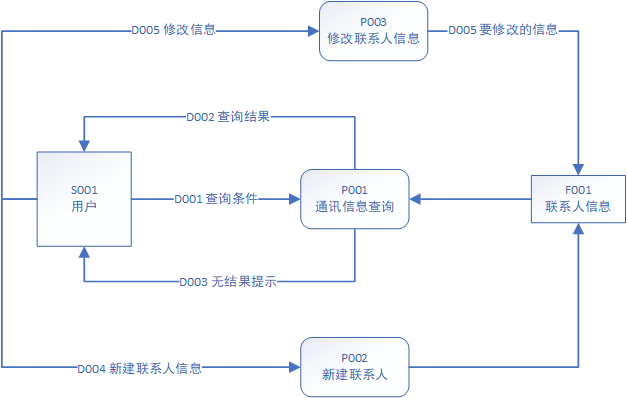 P003
修改联系人信息
D005 修改信息
D005 要修改的信息
D002 查询结果
S001
用户
D001 查询条件
P001
通讯信息查询
F001
联系人信息
D003 无结果提示
P002
新建联系人
D004 新建联系人信息